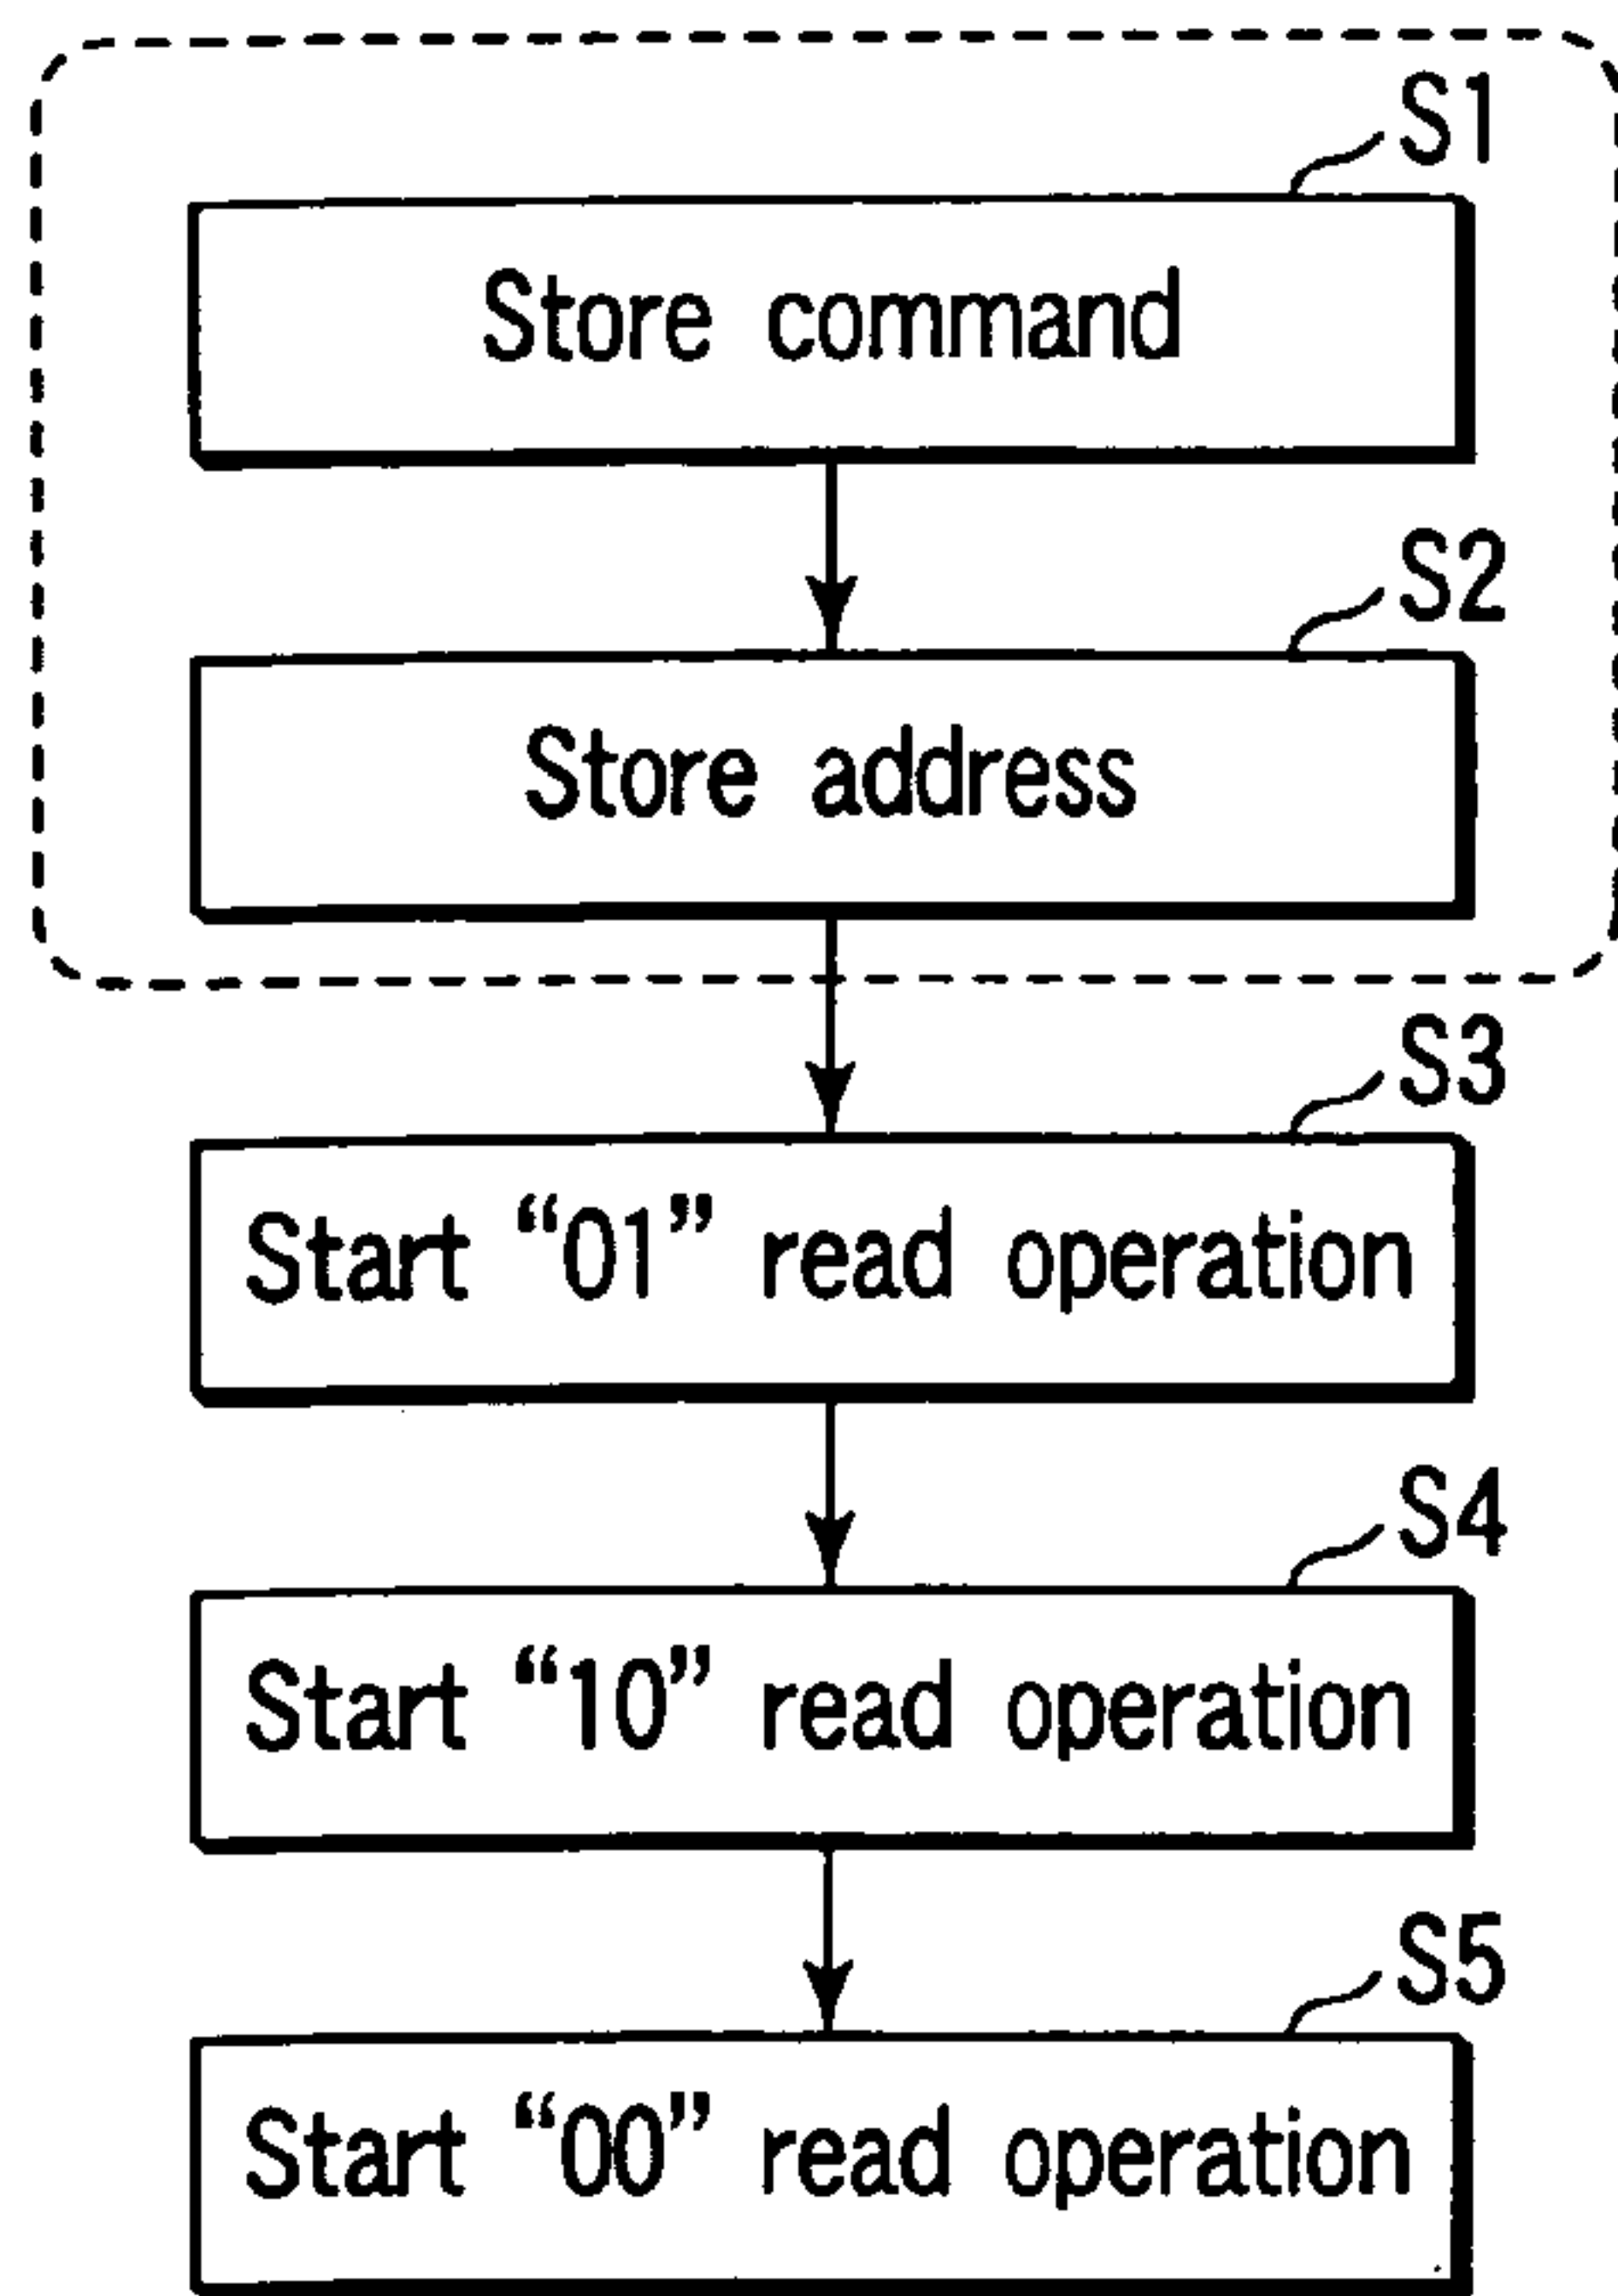 S1
Store command
S2
Store address
S3
Start “01” read operation
S4
Start “10” read operation
S5
Start “00” read operation